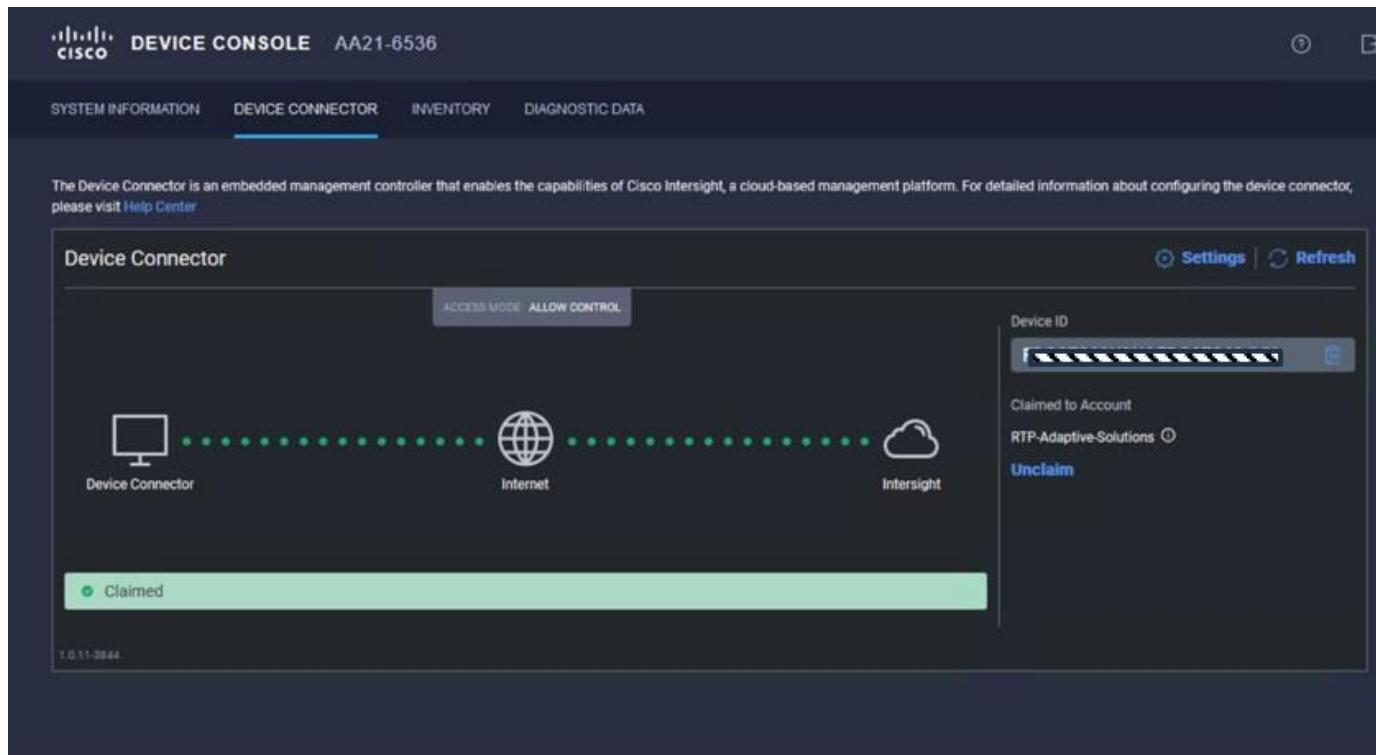 CISCO DEVICE CONSOLE AA21-6536
SYSTEM INFORMATION DEVICE CONNECTOR INVENTORY DIAGNOSTIC DATA
The Device Connector is an embedded management controller that enables the capabilities of Cisco Intersight, a cloud-based management platform. For detailed information about configuring the device connector,
please visit Help Center
Device Connector
Settings | Refresh
ACCESS MODE ALLOW CONTROL
Device ID
Claimed to Account
RTP-Adaptive-Solutions
Unclaim
Device Connector
Internet
Intersight
Claimed
1.0.11-3844